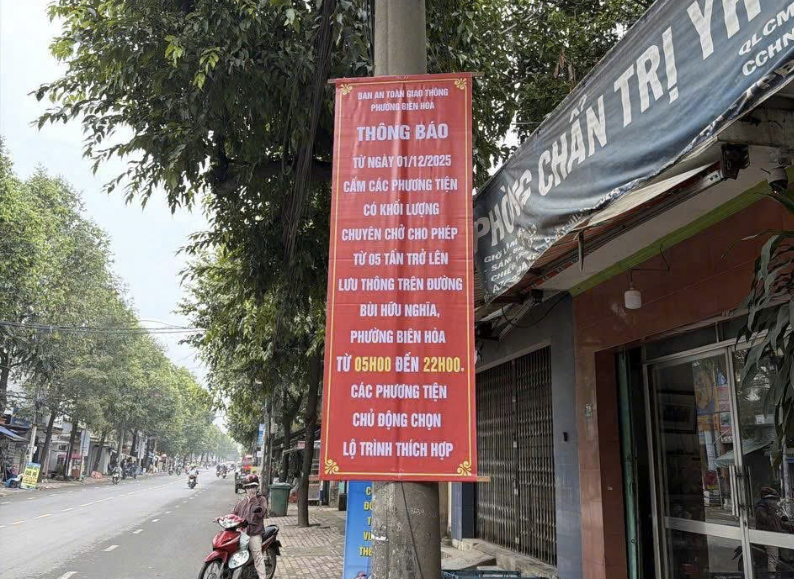 BAN AN TOÀN GIAO THÔNG
PHƯỜNG BIÊN HÒA
THÔNG BÁO
TỪ NGÀY 01/12/2025
CẤM CÁC PHƯƠNG TIỆN
CÓ KHỐI LƯỢNG
CHUYÊN CHỞ CHO PHÉP
TỪ 05 TẤN TRỞ LÊN
LƯU THÔNG TRÊN ĐƯỜNG
BÙI HỮU NGHĨA,
PHƯỜNG BIÊN HÒA
TỪ 05H00 ĐẾN 22H00.
CÁC PHƯƠNG TIỆN
CHỦ ĐỘNG CHỌN
LỘ TRÌNH THÍCH HỢP
PHÒNG CHẨN TRỊ Y
QLCM
CCHN